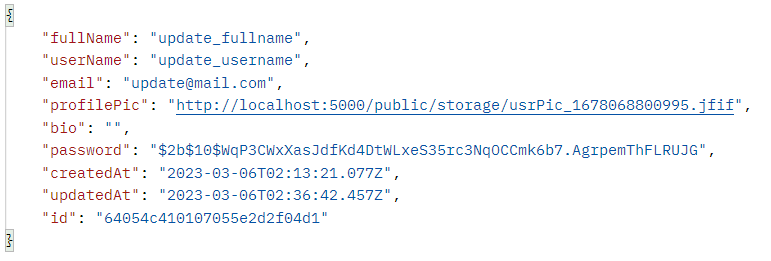 {
"fullName": "update_fullname",
"userName": "update_username",
"email": "update@mail.com",
"profilePic": "http://localhost:5000/public/storage/usrPic_1678068800995.jfif",
"bio": "",
"password": "$2b$10$WqP3CWxXasJdfKd4DtWLxeS35rc3NqOCCmk6b7.AgrpemThFLRUJG",
"createdAt": "2023-03-06T02:13:21.077Z",
"updatedAt": "2023-03-06T02:36:42.457Z",
"id": "64054c410107055e2d2f04d1"
}